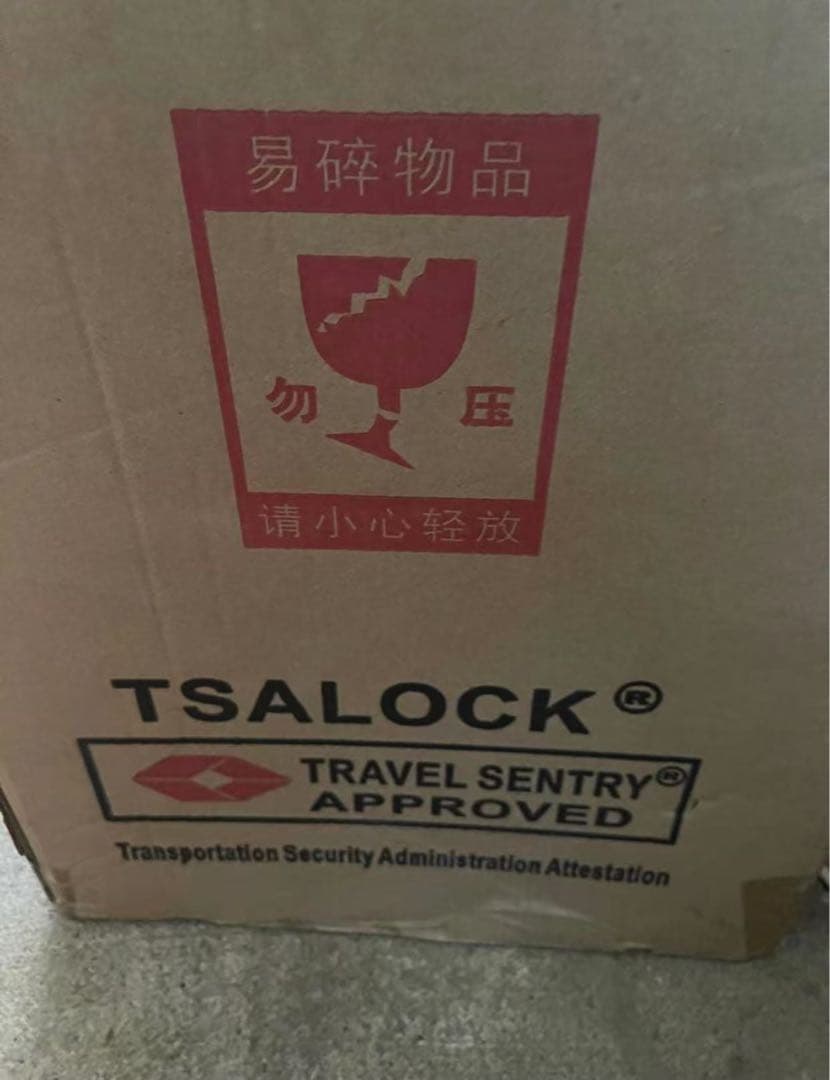 易碎物品
勿 压
请小心轻放
TSALOCK®
TRAVEL SENTRY®
APPROVED
Transportation Security Administration Attestation